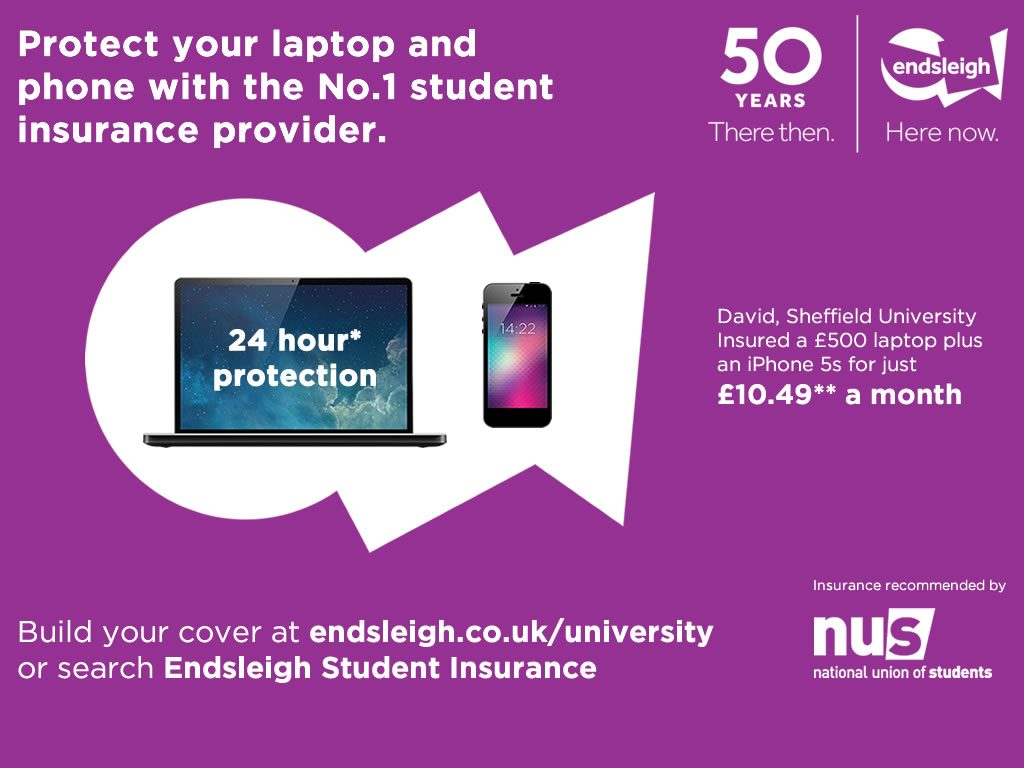 Protect your laptop and
phone with the No.1 student
insurance provider.
50
YEARS
There then.
endsleigh
Here now.
24 hour*
protection
14:22
David, Sheffield University
Insured a £500 laptop plus
an iPhone 5s for just
£10.49** a month
Insurance recommended by
nus
national union of students
Build your cover at endsleigh.co.uk/university
or search Endsleigh Student Insurance